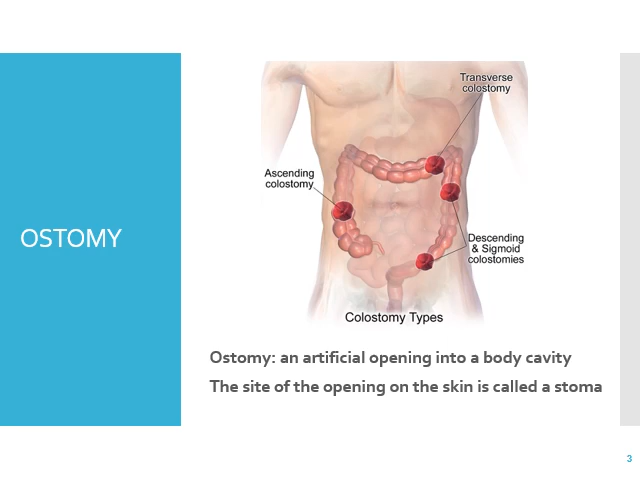 OSTOMY
Transverse
colostomy
Ascending
colostomy
Descending
& Sigmoid
colostomies
Colostomy Types
Ostomy: an artificial opening into a body cavity
The site of the opening on the skin is called a stoma
3